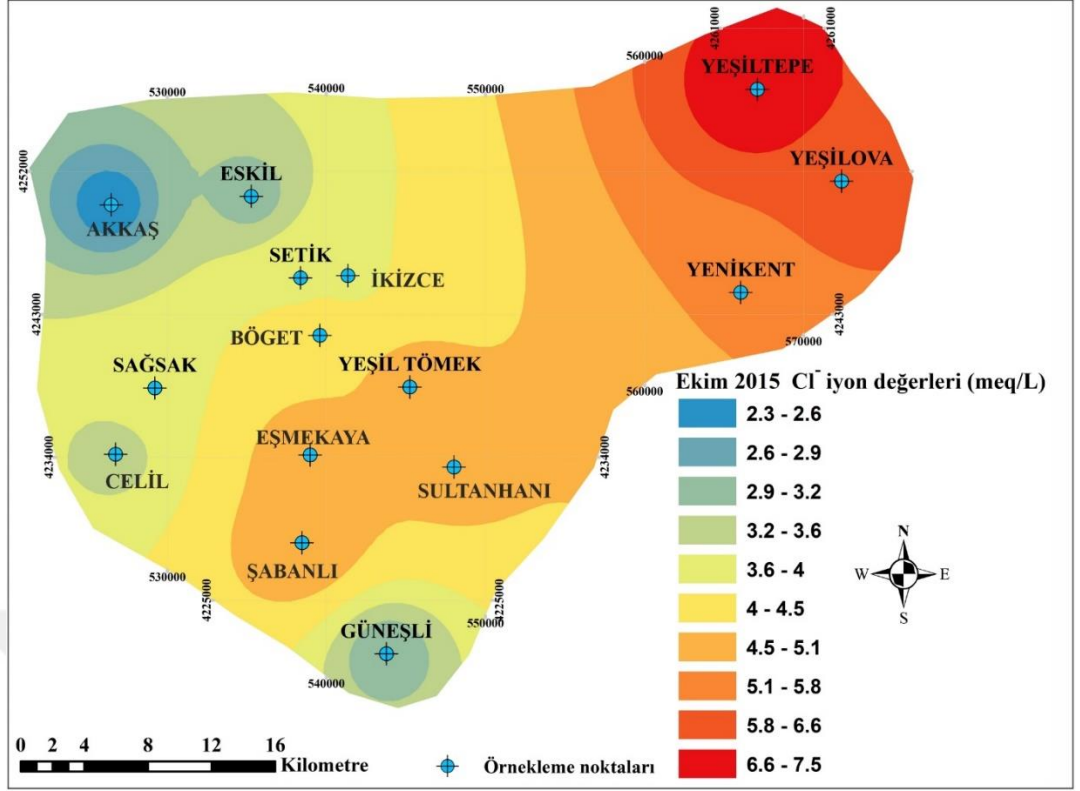 4261000
4261000
560000
YEŞİLTEPE
530000
540000
550000
4252000
ESKİL
YEŞİLOVA
AKKAŞ
SETİK
İKİZCE
YENİKENT
4243000
4243000
BÖGET
570000
SAĞSAK
YEŞİL TÖMEK
560000
EŞMEKAYA
4234000
4234000
CELİL
SULTANHANI
ŞABANLI
530000
4225000
4225000
550000
GÜNEŞLİ
540000
Ekim 2015 Cl⁻ iyon değerleri (meq/L)
2.3 - 2.6
2.6 - 2.9
2.9 - 3.2
3.2 - 3.6
3.6 - 4
4 - 4.5
4.5 - 5.1
5.1 - 5.8
5.8 - 6.6
6.6 - 7.5
N
W E
S
0 2 4 8 12 16
Kilometre
Örnekleme noktaları